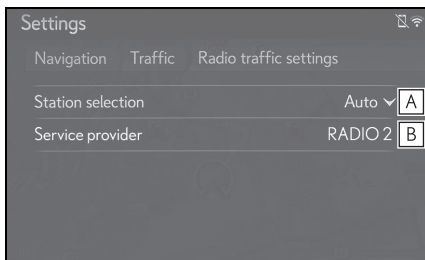 Settings
Navigation Traffic Radio traffic settings
Station selection Auto A
Service provider RADIO 2 B